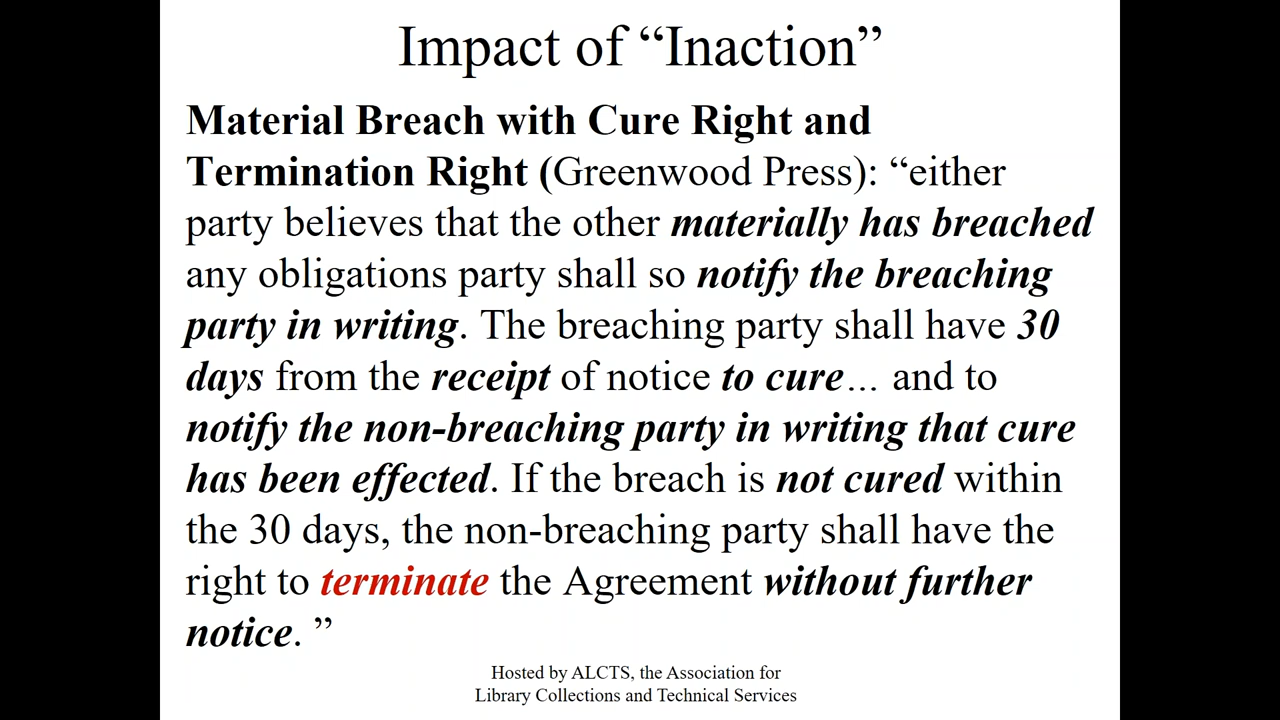 Impact of “Inaction”
Material Breach with Cure Right and
Termination Right (Greenwood Press): “either
party believes that the other materially has breached
any obligations party shall so notify the breaching
party in writing. The breaching party shall have 30
days from the receipt of notice to cure… and to
notify the non-breaching party in writing that cure
has been effected. If the breach is not cured within
the 30 days, the non-breaching party shall have the
right to terminate the Agreement without further
notice. ”
Hosted by ALCTS, the Association for
Library Collections and Technical Services